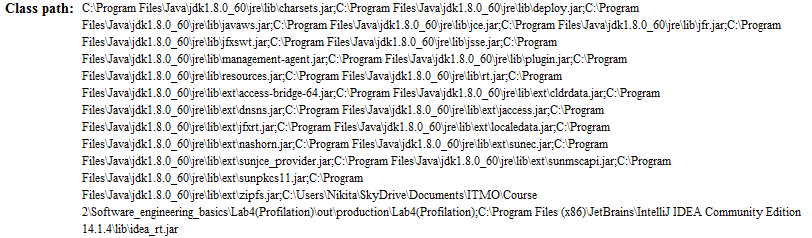 Class path: C:\Program Files\Java\jdk1.8.0_60\jre\lib\charsets.jar;C:\Program Files\Java\jdk1.8.0_60\jre\lib\deploy.jar;C:\Program
Files\Java\jdk1.8.0_60\jre\lib\javaws.jar;C:\Program Files\Java\jdk1.8.0_60\jre\lib\jce.jar;C:\Program Files\Java\jdk1.8.0_60\jre\lib\jfr.jar;C:\Program
Files\Java\jdk1.8.0_60\jre\lib\jfxswt.jar;C:\Program Files\Java\jdk1.8.0_60\jre\lib\jsse.jar;C:\Program
Files\Java\jdk1.8.0_60\jre\lib\management-agent.jar;C:\Program Files\Java\jdk1.8.0_60\jre\lib\plugin.jar;C:\Program
Files\Java\jdk1.8.0_60\jre\lib\resources.jar;C:\Program Files\Java\jdk1.8.0_60\jre\lib\rt.jar;C:\Program
Files\Java\jdk1.8.0_60\jre\lib\ext\access-bridge-64.jar;C:\Program Files\Java\jdk1.8.0_60\jre\lib\ext\cldrdata.jar;C:\Program
Files\Java\jdk1.8.0_60\jre\lib\ext\dnsns.jar;C:\Program Files\Java\jdk1.8.0_60\jre\lib\ext\jaccess.jar;C:\Program
Files\Java\jdk1.8.0_60\jre\lib\ext\jfxrt.jar;C:\Program Files\Java\jdk1.8.0_60\jre\lib\ext\localedata.jar;C:\Program
Files\Java\jdk1.8.0_60\jre\lib\ext\nashorn.jar;C:\Program Files\Java\jdk1.8.0_60\jre\lib\ext\sunec.jar;C:\Program
Files\Java\jdk1.8.0_60\jre\lib\ext\sunjce_provider.jar;C:\Program Files\Java\jdk1.8.0_60\jre\lib\ext\sunmscapi.jar;C:\Program
Files\Java\jdk1.8.0_60\jre\lib\ext\sunpkcs11.jar;C:\Program
Files\Java\jdk1.8.0_60\jre\lib\ext\zipfs.jar;C:\Users\Nikita\SkyDrive\Documents\ITMO\Course
2\Software_engineering_basics\Lab4(Profilation)\out\production\Lab4(Profilation);C:\Program Files (x86)\JetBrains\IntelliJ IDEA Community Edition
14.1.4\lib\idea_rt.jar